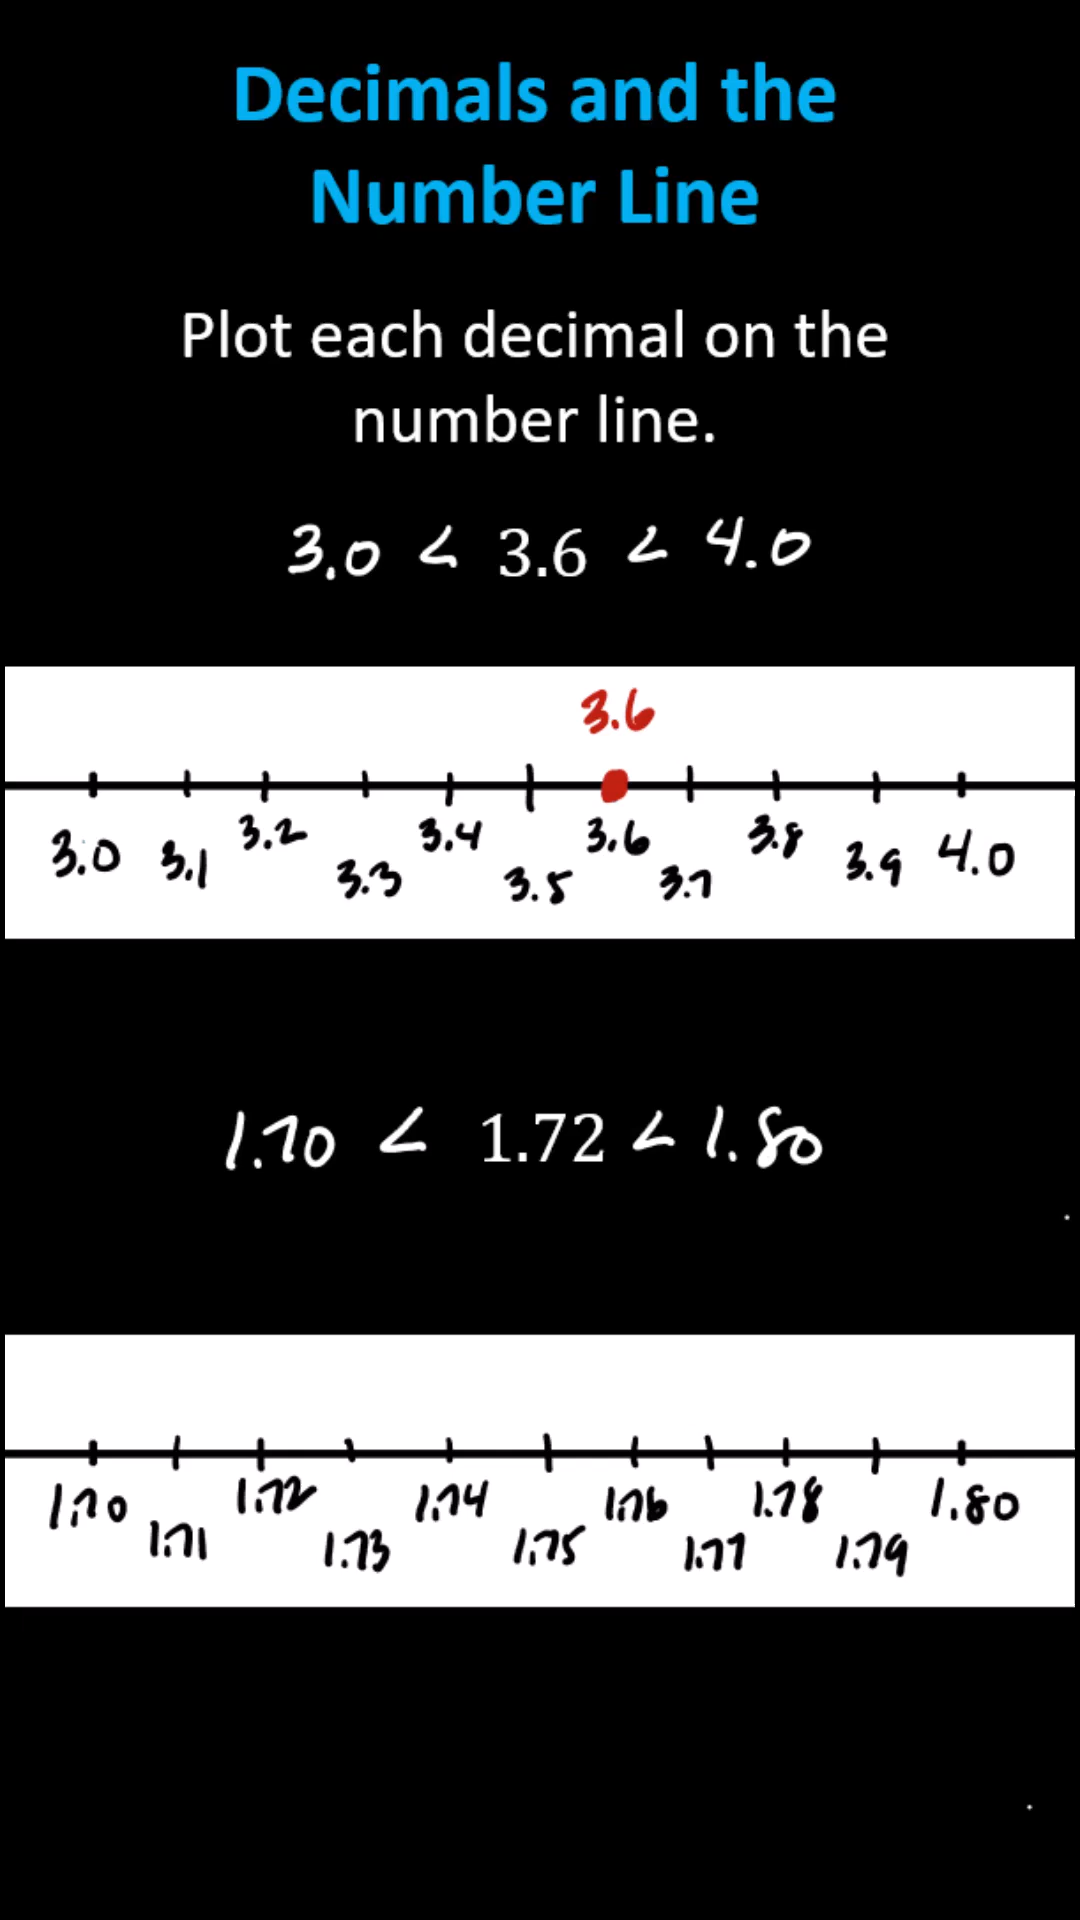 Decimals and the
Number Line
Plot each decimal on the
number line.
3.0 < 3.6 < 4.0
3.6
3.0 3.1 3.2 3.3 3.4 3.5 3.6 3.7 3.8 3.9 4.0
1.70 < 1.72 < 1.80
1.70 1.71 1.72 1.73 1.74 1.75 1.76 1.77 1.78 1.79 1.80